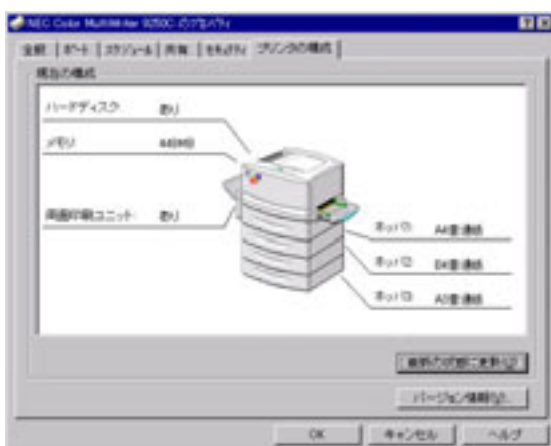 NEC Color MultiWriter 9250C のプロパティ
全般 ポート スケジュール 共有 セキュリティ プリンタの構成
現在の構成
ハードディスク: あり
メモリ
両面印刷ユニット: あり
ホッパ1: A4普通紙
ホッパ2: B4普通紙
ホッパ3: A3普通紙
最新の状態に更新(U)
バージョン情報(V)...
OK キャンセル ヘルプ